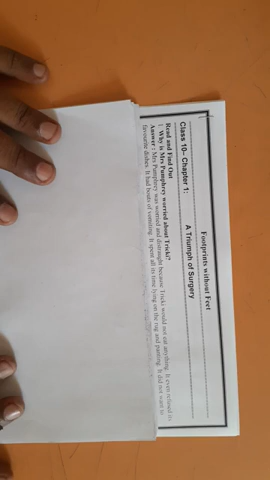 Footprints without Feet
Class 10- Chapter 1: A Triumph of Surgery
Read and Find Out
1. Why is Mrs Pumphrey worried about Tricki?
Answer : Mrs Pumphrey was worried and distraught because Tricki would not eat anything. It even refused its
favourite dishes. It had bouts of vomiting. It spent all its time lying on the rug and panting. It did not want to